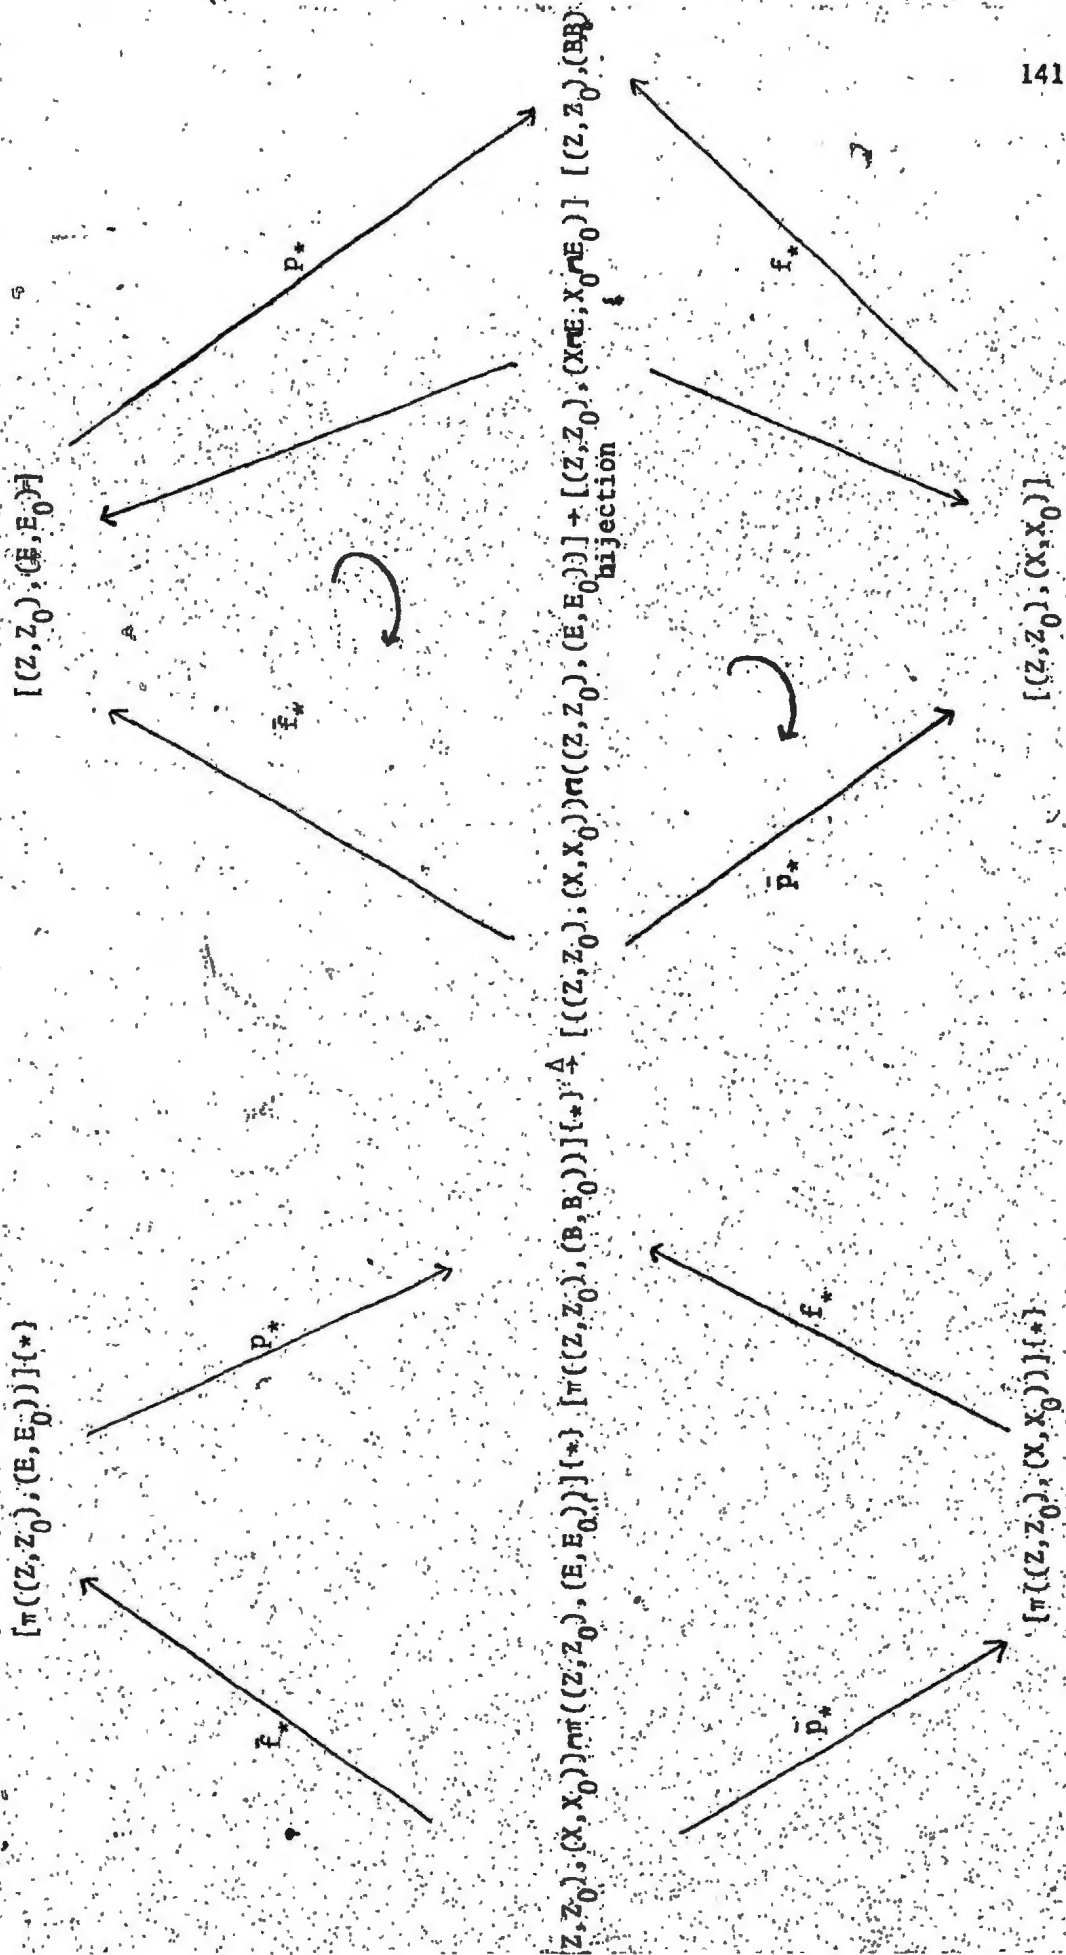 141
[π((Z,Z₀),(E,E₀))]{*}
[(Z,Z₀),(E,E₀)]
f̄*
p*
f̄*
p*
Z,Z₀),(X,X₀))⊓π((Z,Z₀),(E,E₀))]{*} [π((Z,Z₀),(B,B₀))]{*} Δ→ [((Z,Z₀),(X,X₀))⊓((Z,Z₀),(E,E₀))] → [(Z,Z₀),(X⊓E,X₀⊓E₀)] [(Z,Z₀),(B,B₀)
bijection
p̄*
f*
p̄*
f*
[π((Z,Z₀),(X,X₀))]{*}
[(Z,Z₀),(X,X₀)]